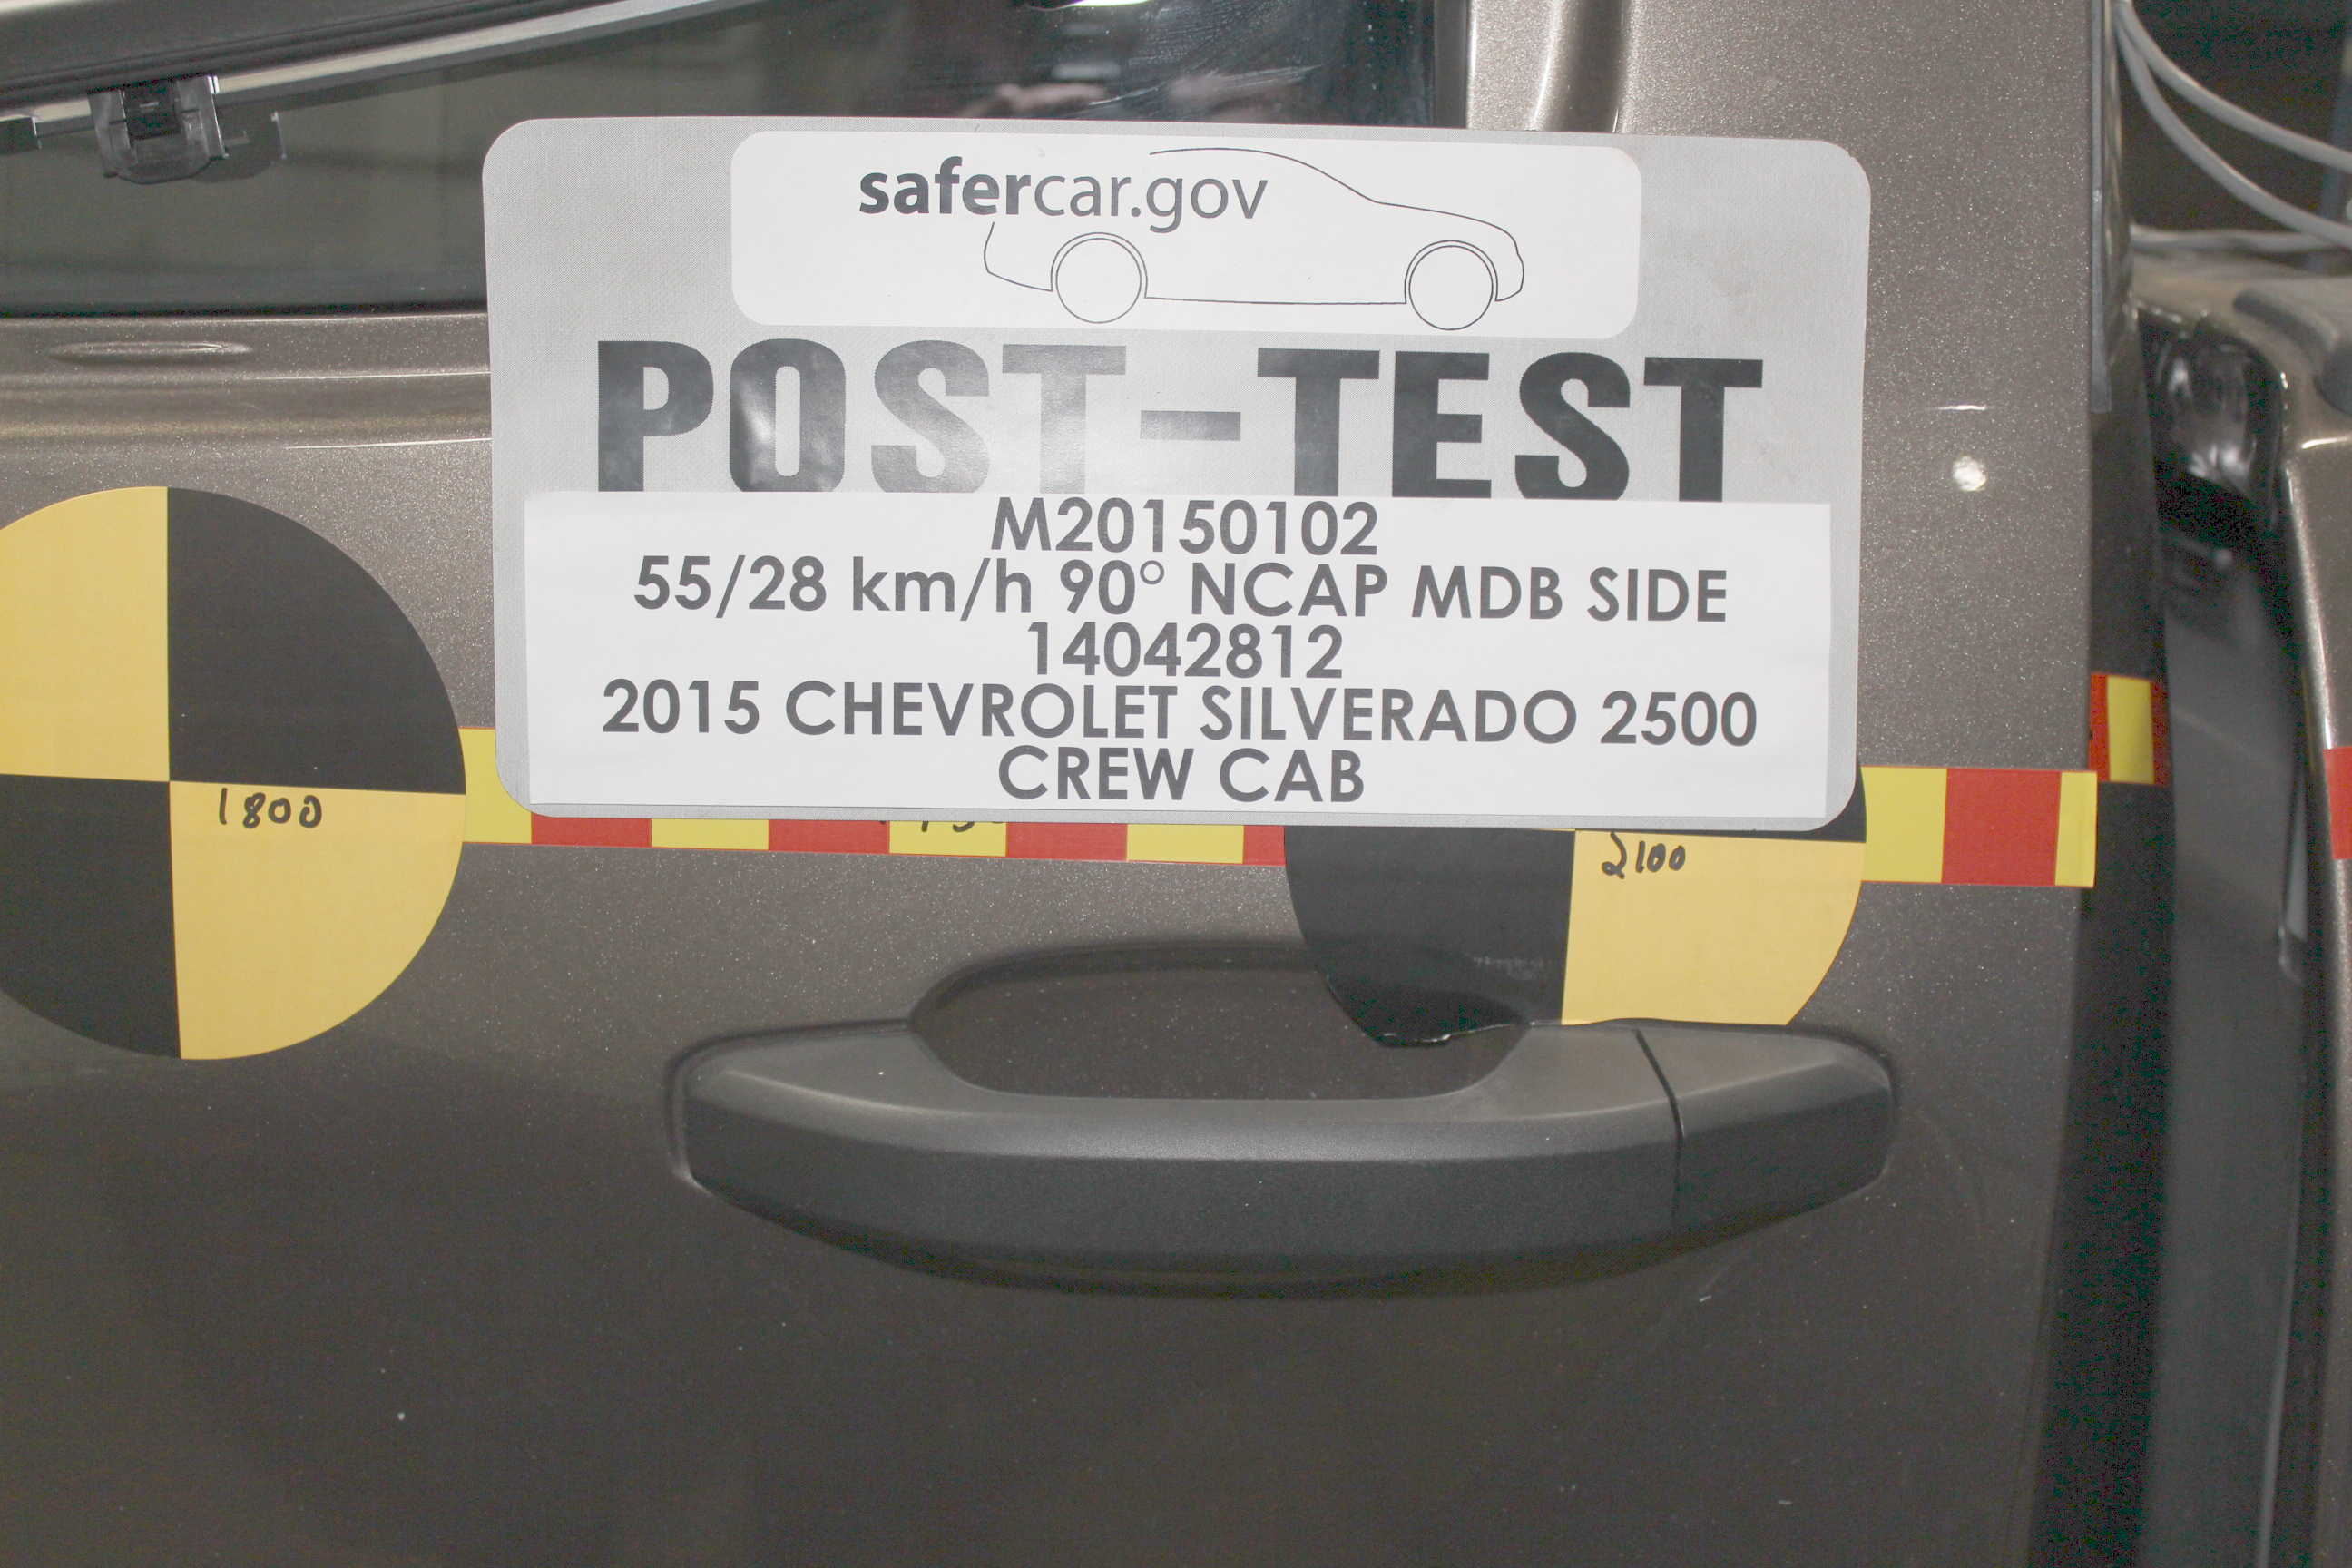 safercar.gov
POST-TEST
M20150102
55/28 km/h 90° NCAP MDB SIDE
14042812
2015 CHEVROLET SILVERADO 2500
CREW CAB
1800
2100